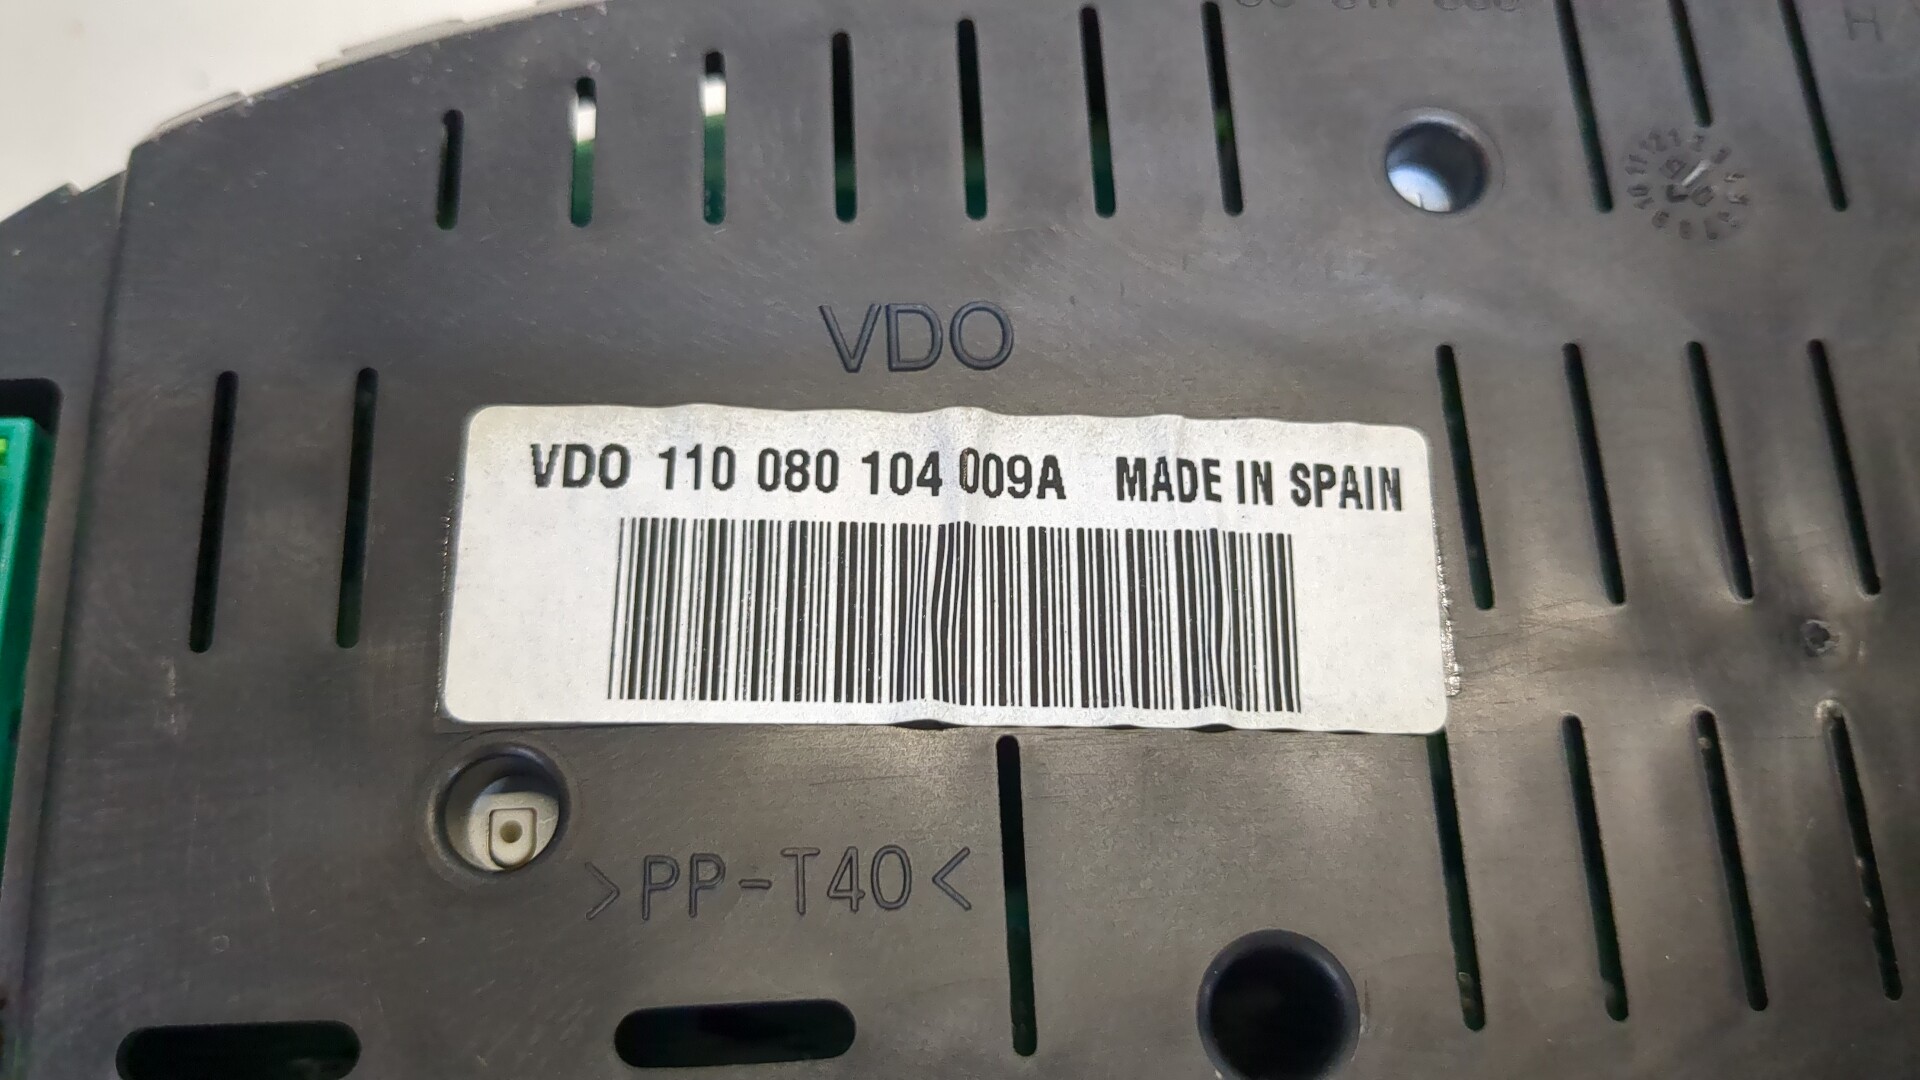 H
VDO
VDO 110 080 104 009A MADE IN SPAIN
>PP-T40<